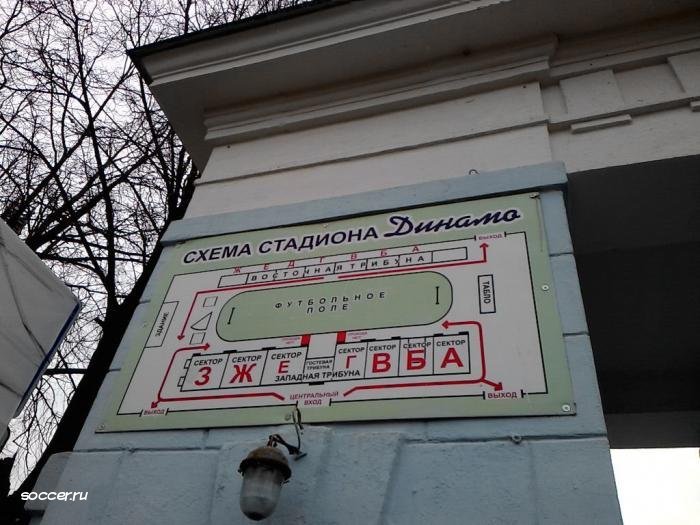 СХЕМА СТАДИОНА Динамо
ВЫХОД
Ж Е Д Г В Б А
ВОСТОЧНАЯ ТРИБУНА
ФУТБОЛЬНОЕ
ПОЛЕ
ЗДАНИЕ
ТАБЛО
СЕКТОР З
СЕКТОР Ж
СЕКТОР Е
ГОСТЕВАЯ
ТРИБУНА
СЕКТОР Г
СЕКТОР В
СЕКТОР Б
СЕКТОР А
ЗАПАДНАЯ ТРИБУНА
ВЫХОД
ЦЕНТРАЛЬНЫЙ
ВХОД
ВЫХОД
soccer.ru